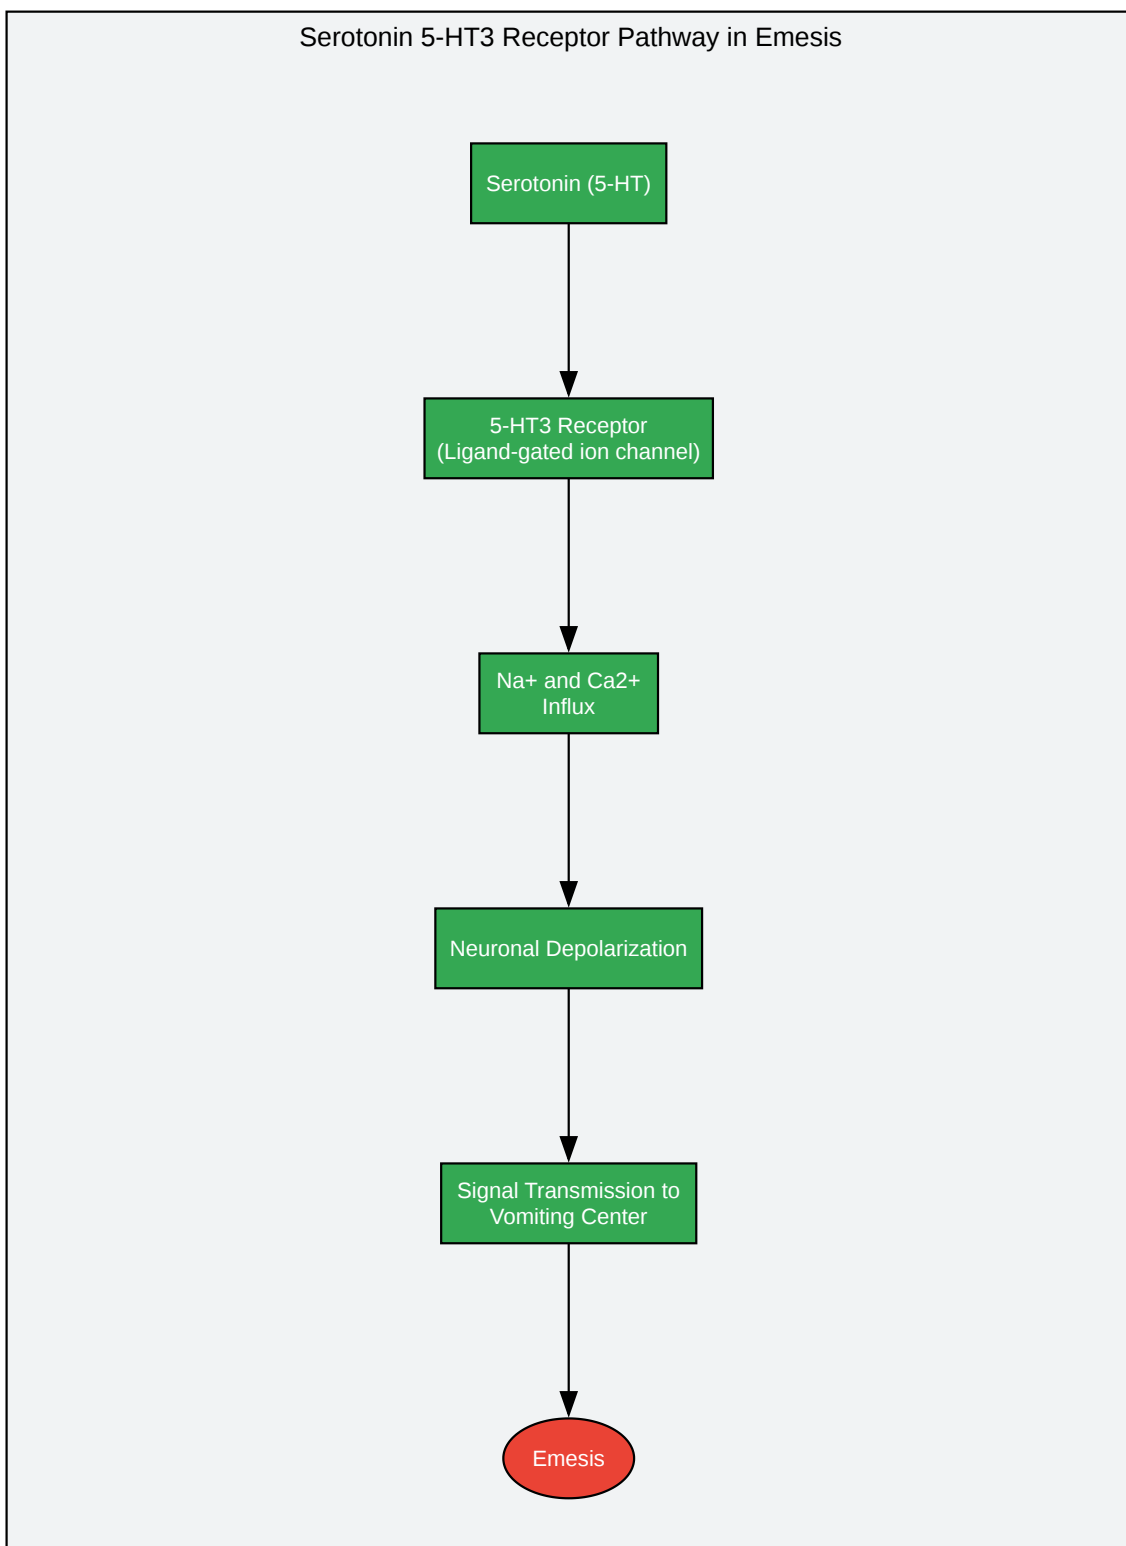 Serotonin 5-HT3 Receptor Pathway in Emesis
Serotonin (5-HT)
5-HT3 Receptor
(Ligand-gated ion channel)
Na+ and Ca2+
Influx
Neuronal Depolarization
Signal Transmission to
Vomiting Center
Emesis